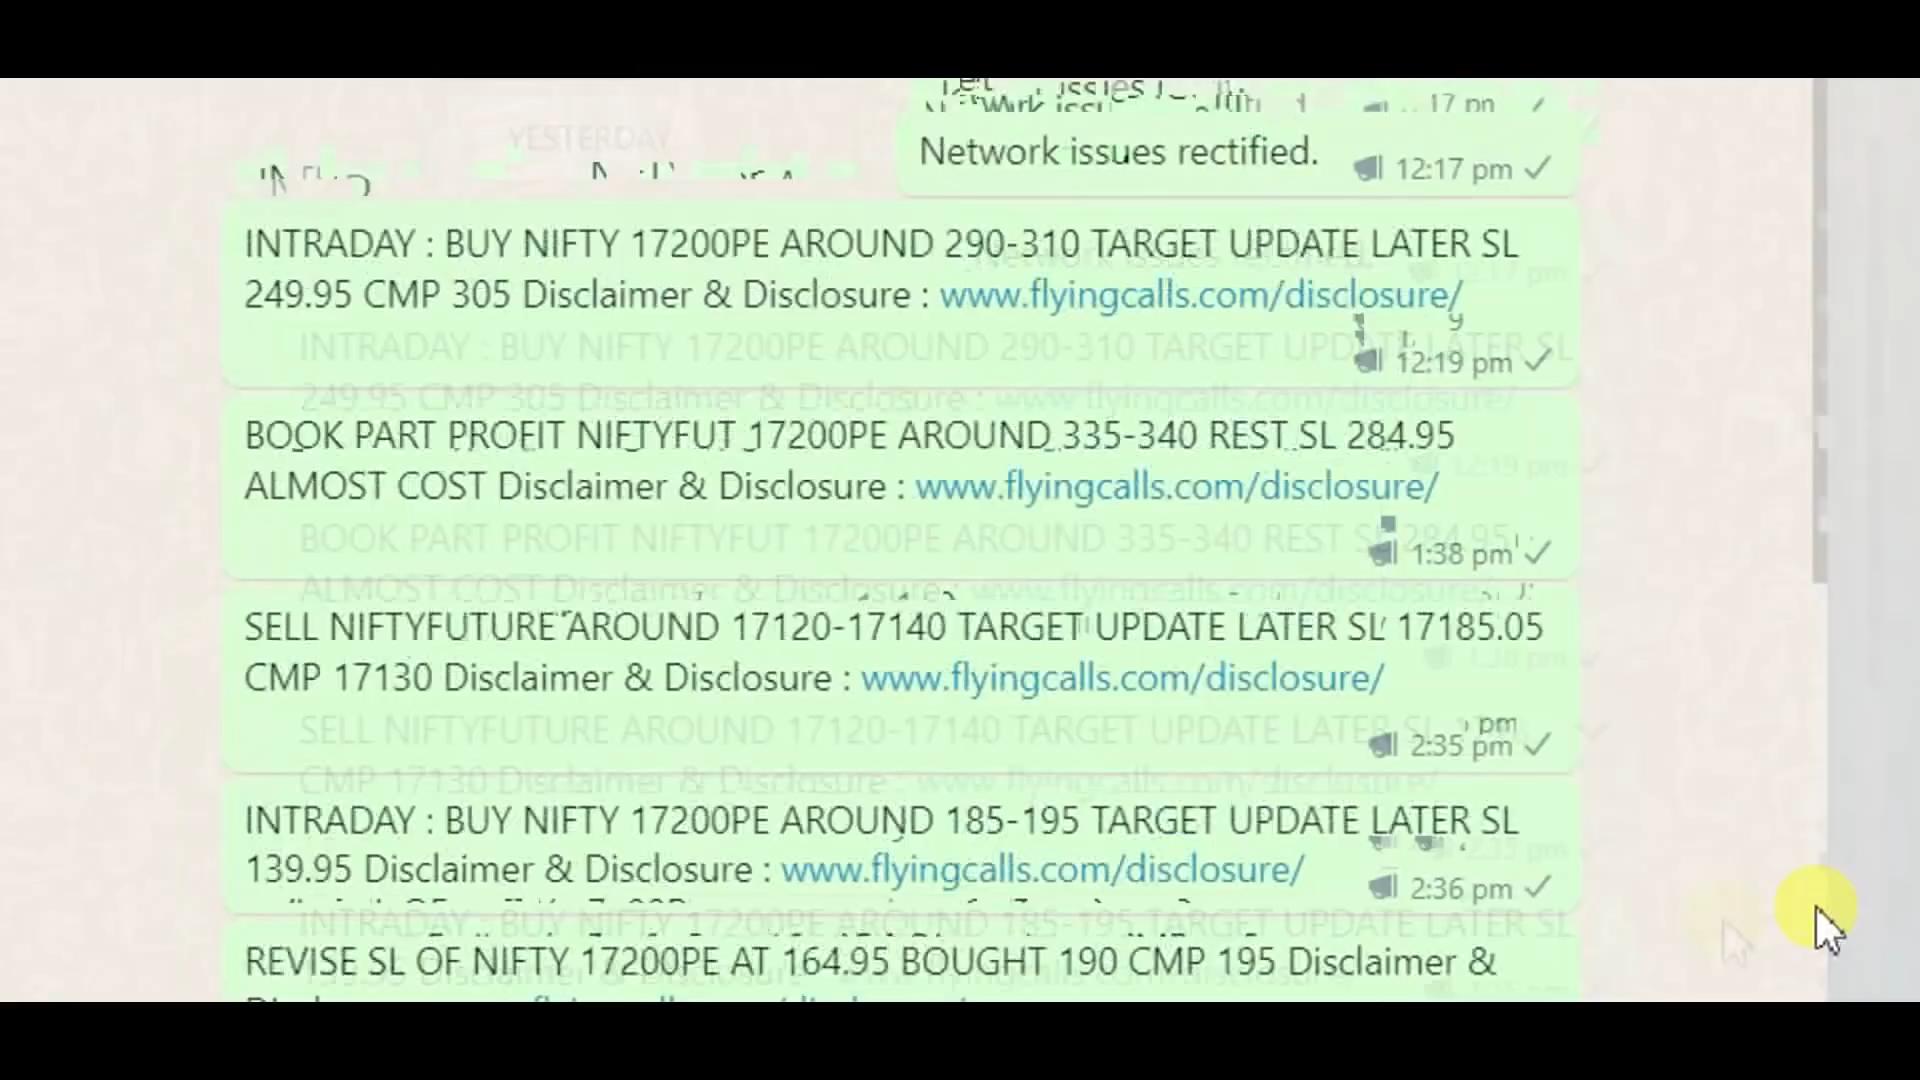 YESTERDAY
Network issues rectified.
12:17 pm
INTRADAY : BUY NIFTY 17200PE AROUND 290-310 TARGET UPDATE LATER SL
249.95 CMP 305 Disclaimer & Disclosure : www.flyingcalls.com/disclosure/
12:19 pm
BOOK PART PROFIT NIFTYFUT 17200PE AROUND 335-340 REST SL 284.95
ALMOST COST Disclaimer & Disclosure : www.flyingcalls.com/disclosure/
1:38 pm
SELL NIFTYFUTURE AROUND 17120-17140 TARGET UPDATE LATER SL 17185.05
CMP 17130 Disclaimer & Disclosure : www.flyingcalls.com/disclosure/
2:35 pm
INTRADAY : BUY NIFTY 17200PE AROUND 185-195 TARGET UPDATE LATER SL
139.95 Disclaimer & Disclosure : www.flyingcalls.com/disclosure/
2:36 pm
REVISE SL OF NIFTY 17200PE AT 164.95 BOUGHT 190 CMP 195 Disclaimer &